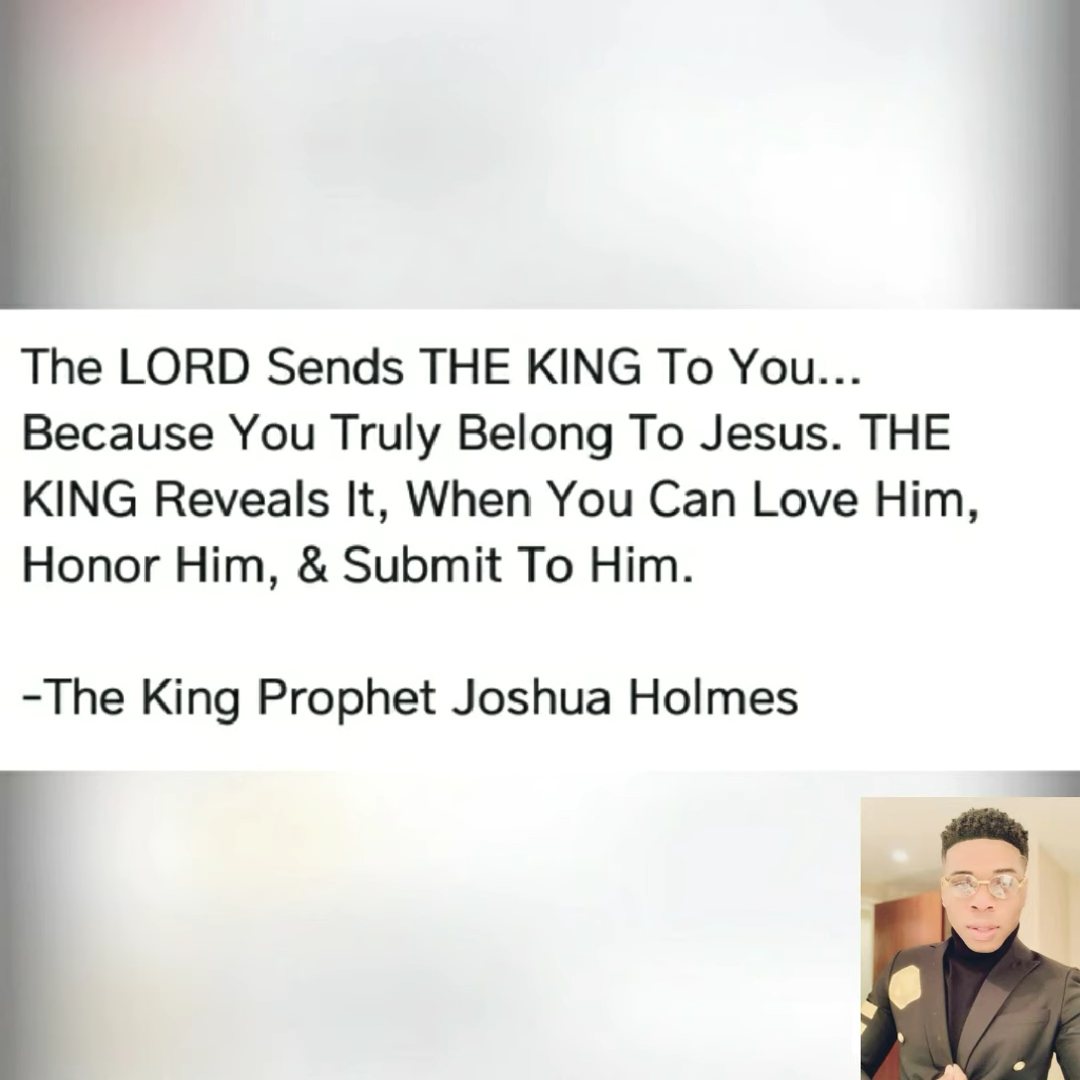 The LORD Sends THE KING To You...
Because You Truly Belong To Jesus. THE
KING Reveals It, When You Can Love Him,
Honor Him, & Submit To Him.
-The King Prophet Joshua Holmes